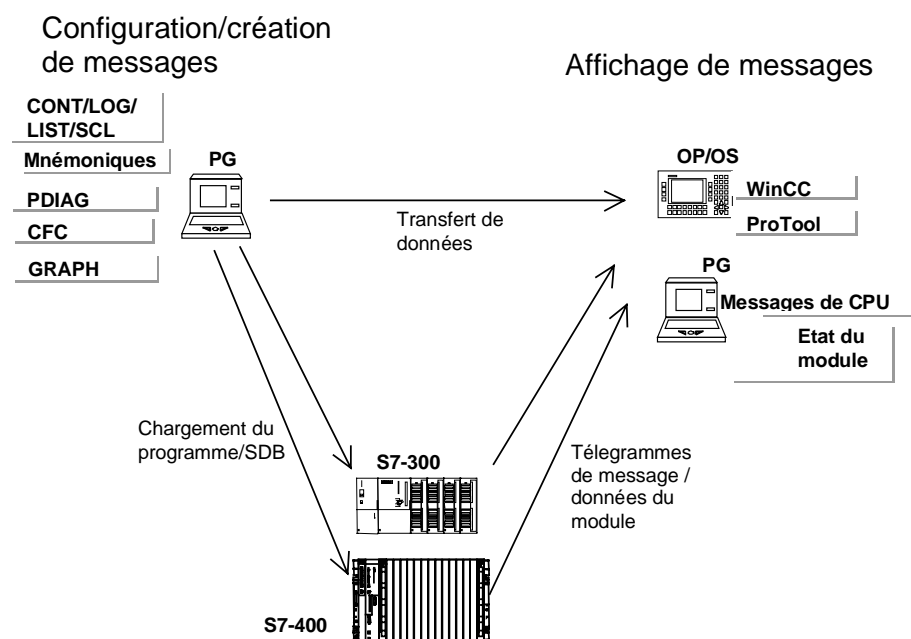 Configuration/création
de messages
Affichage de messages
CONT/LOG/
LIST/SCL
Mnémoniques
PG
OP/OS
PDIAG
WinCC
CFC
Transfert de
données
ProTool
GRAPH
PG
Messages de CPU
Etat du
module
Chargement du
programme/SDB
S7-300
Télegrammes
de message /
données du
module
S7-400